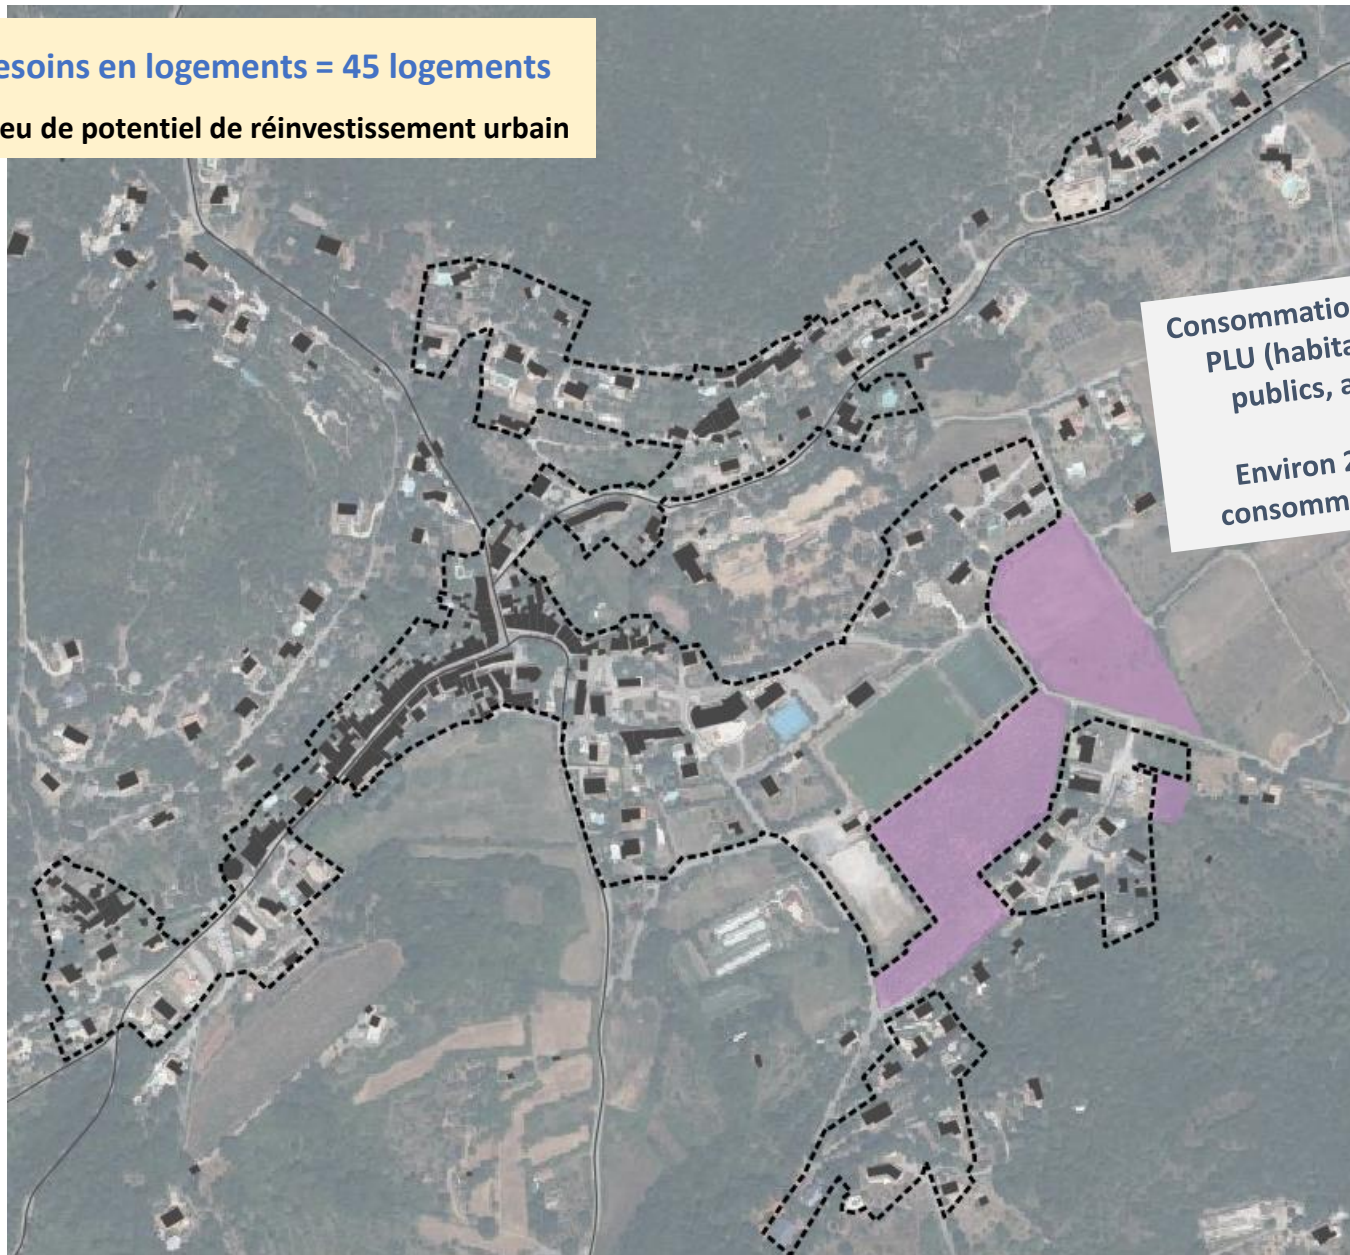 esoins en logements = 45 logements
eu de potentiel de réinvestissement urbain
Consommatio
PLU (habita
publics, a
Environ 2
consomm